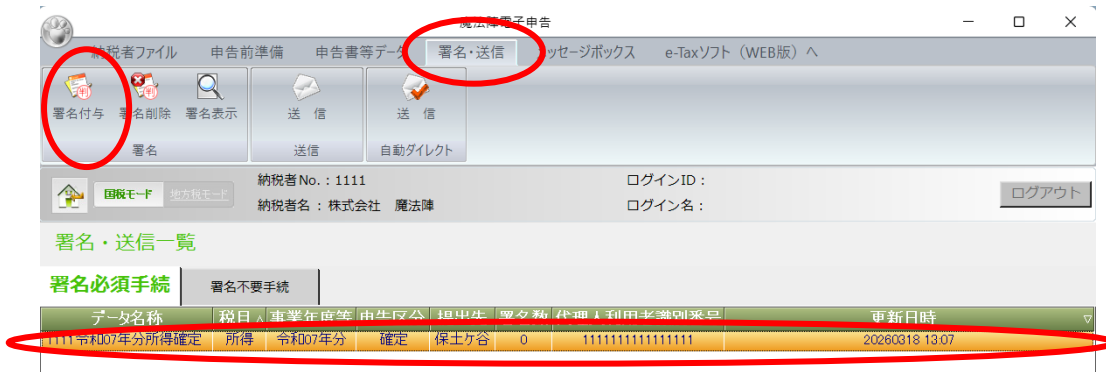 魔法陣電子申告
納税者ファイル 申告前準備 申告書等データ 署名・送信 メッセージボックス e-Taxソフト（WEB版）へ
署名付与 署名削除 署名表示 送 信 送 信
署名 送信 自動ダイレクト
国税モード 地方税モード
納税者No.：1111 ログインID：
納税者名：株式会社 魔法陣 ログイン名：
ログアウト
署名・送信一覧
署名必須手続 署名不要手続
データ名称 税目 事業年度等 申告区分 提出先 署名数 代理人利用者識別番号 更新日時
1111令和07年分所得確定 所得 令和07年分 確定 保土ケ谷 0 1111111111111111 20260318 13:07